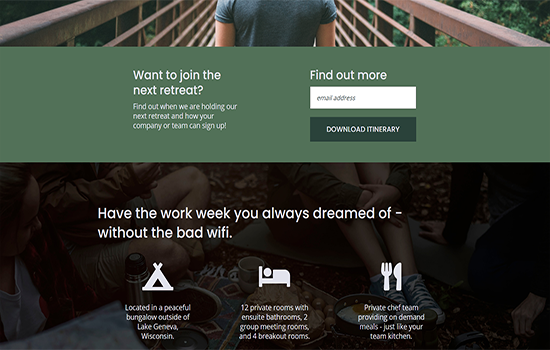 Want to join the
next retreat?
Find out when we are holding our
next retreat and how your
company or team can sign up!
Find out more
email address
DOWNLOAD ITINERARY
Have the work week you always dreamed of -
without the bad wifi.
Located in a peaceful
bungalow outside of
Lake Geneva,
Wisconsin.
12 private rooms with
ensuite bathrooms, 2
group meeting rooms,
and 4 breakout rooms.
Private chef team
providing on demand
meals - just like your
team kitchen.